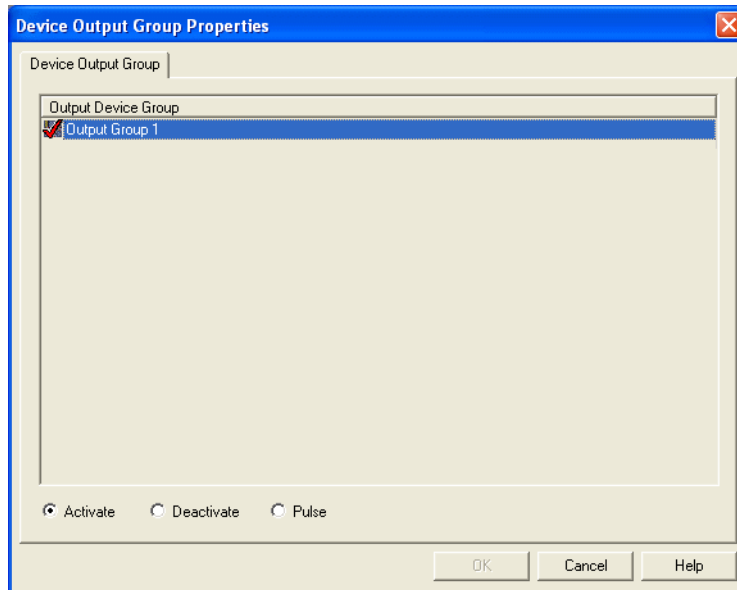 Device Output Group Properties
Device Output Group
Output Device Group
Output Group 1
Activate Deactivate Pulse
OK Cancel Help